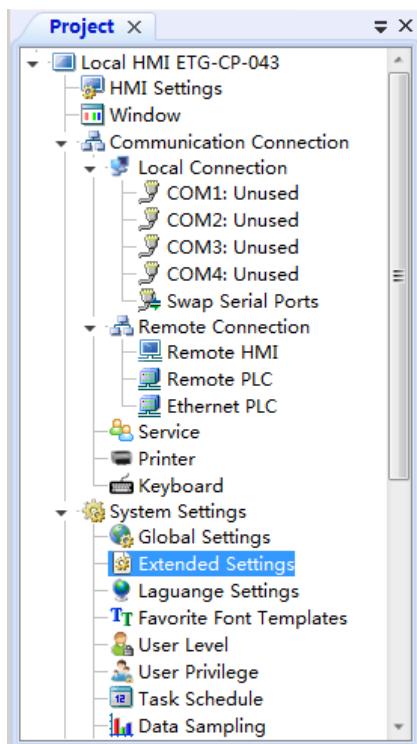 Project
Local HMI ETG-CP-043
HMI Settings
Window
Communication Connection
Local Connection
COM1: Unused
COM2: Unused
COM3: Unused
COM4: Unused
Swap Serial Ports
Remote Connection
Remote HMI
Remote PLC
Ethernet PLC
Service
Printer
Keyboard
System Settings
Global Settings
Extended Settings
Laguange Settings
Favorite Font Templates
User Level
User Privilege
Task Schedule
Data Sampling